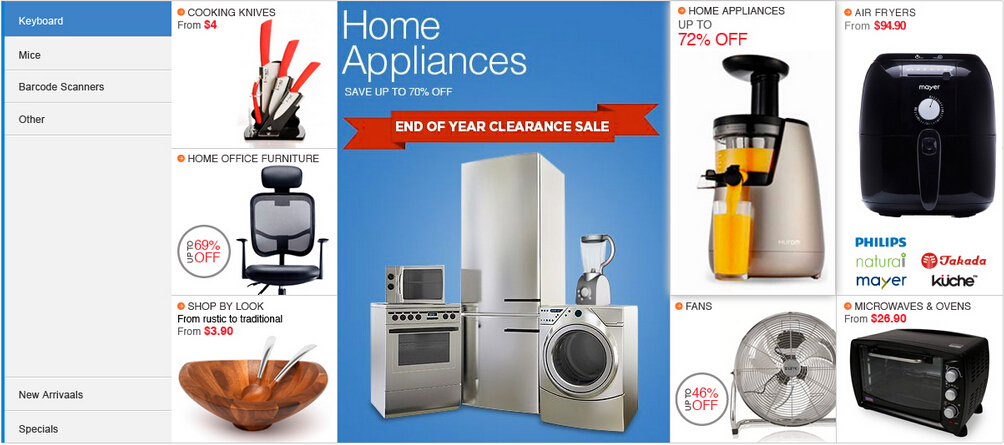 Keyboard
Mice
Barcode Scanners
Other
New Arrivaals
Specials
COOKING KNIVES
From $4
HOME OFFICE FURNITURE
UP TO
69%
OFF
SHOP BY LOOK
From rustic to traditional
From $3.90
Home
Appliances
SAVE UP TO 70% OFF
END OF YEAR CLEARANCE SALE
HOME APPLIANCES
UP TO
72% OFF
Hurom
AIR FRYERS
From $94.90
mayer
PHILIPS
naturai
Takada
mayer
küche™
FANS
UP TO
46%
OFF
MICROWAVES & OVENS
From $26.90